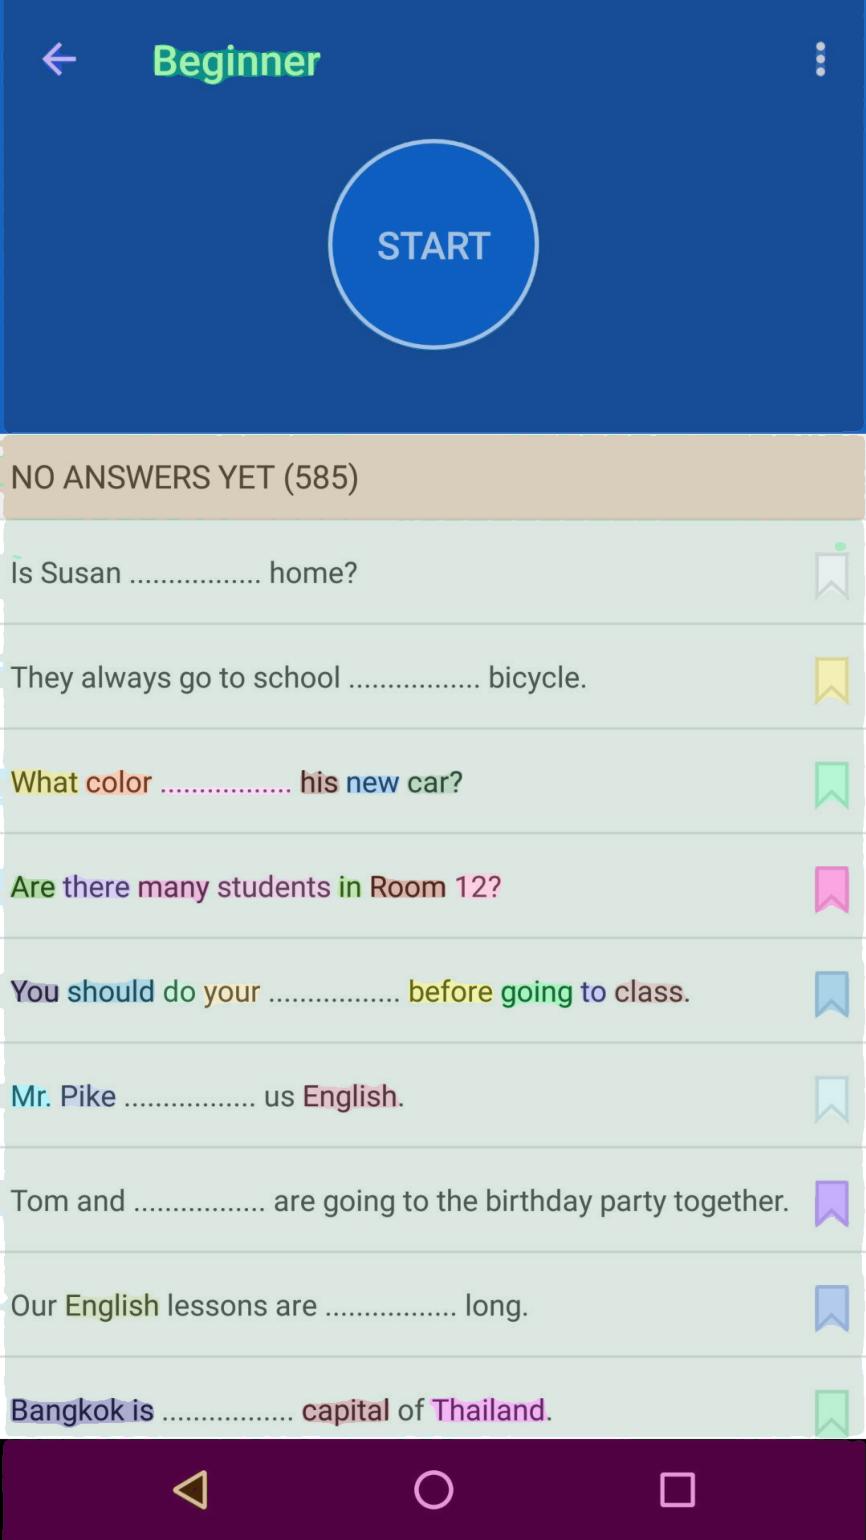 Beginner
START
NO ANSWERS YET (585)
Is Susan ................. home?
They always go to school ................. bicycle.
What color ................. his new car?
Are there many students in Room 12?
You should do your ................. before going to class.
Mr. Pike ................. us English.
Tom and ................. are going to the birthday party together.
Our English lessons are ................. long.
Bangkok is ................. capital of Thailand.